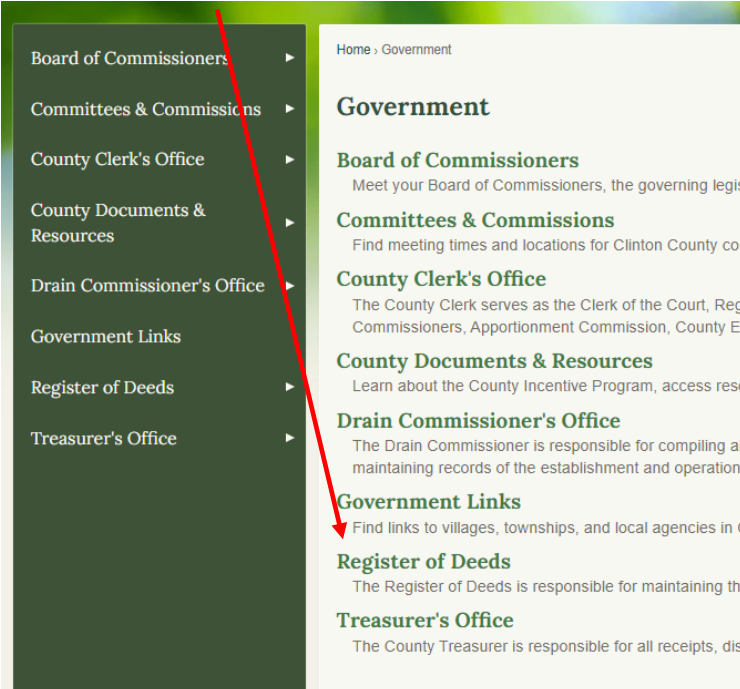 Board of Commissioners
Committees & Commissions
County Clerk's Office
County Documents &
Resources
Drain Commissioner's Office
Government Links
Register of Deeds
Treasurer's Office
Home › Government
Government
Board of Commissioners
Meet your Board of Commissioners, the governing
Committees & Commissions
Find meeting times and locations for Clinton County
County Clerk's Office
The County Clerk serves as the Clerk of the Court,
Commissioners, Apportionment Commission, County
County Documents & Resources
Learn about the County Incentive Program, access
Drain Commissioner's Office
The Drain Commissioner is responsible for compiling
maintaining records of the establishment and operation
Government Links
Find links to villages, townships, and local agencies in
Register of Deeds
The Register of Deeds is responsible for maintaining
Treasurer's Office
The County Treasurer is responsible for all receipts,